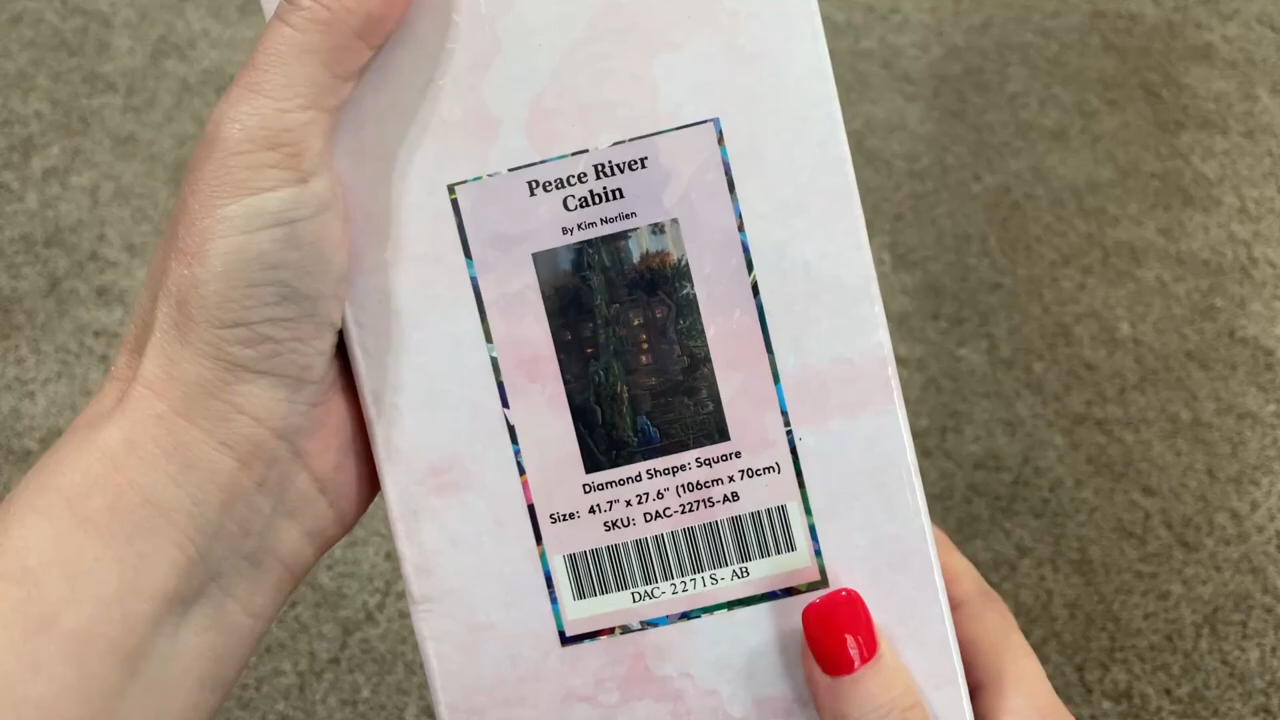 Peace River
Cabin
By Kim Norlien
Diamond Shape: Square
Size: 41.7" x 27.6" (106cm x 70cm)
SKU: DAC-2271S-AB
DAC- 2271S- AB